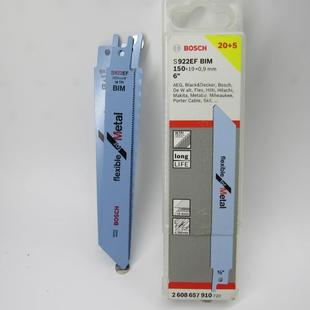 S922EF
BIM
flexible for Metal
BOSCH
BOSCH
20+5
S922EF BIM
150×19×0,9 mm
6"
AEG, Black&Decker, Bosch,
De W alt, Flex, Hilti, Hitachi,
Makita, Metabo, Milwaukee,
Porter Cable, Skil, ...
long
LIFE
flexible for Metal
BOSCH
2 608 657 910